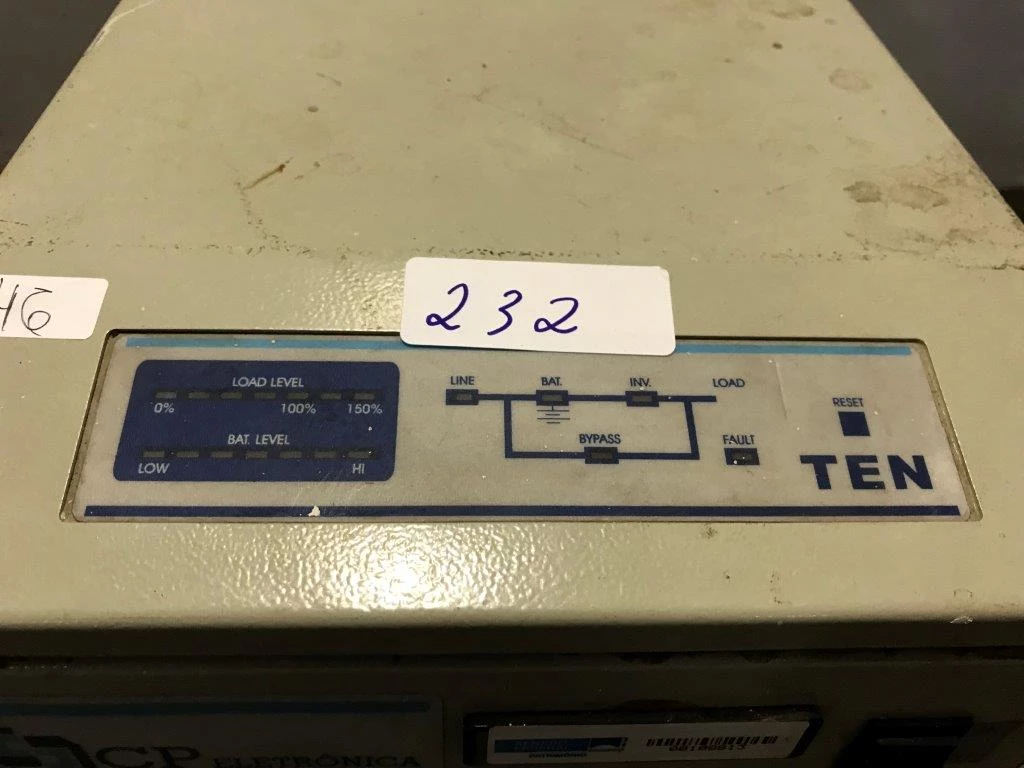 46
232
LOAD LEVEL
0% 100% 150%
BAT. LEVEL
LOW HI
LINE BAT. INV. LOAD
BYPASS FAULT
RESET
TEN
CP ELETRÔNICA
PATRIMÔNIO